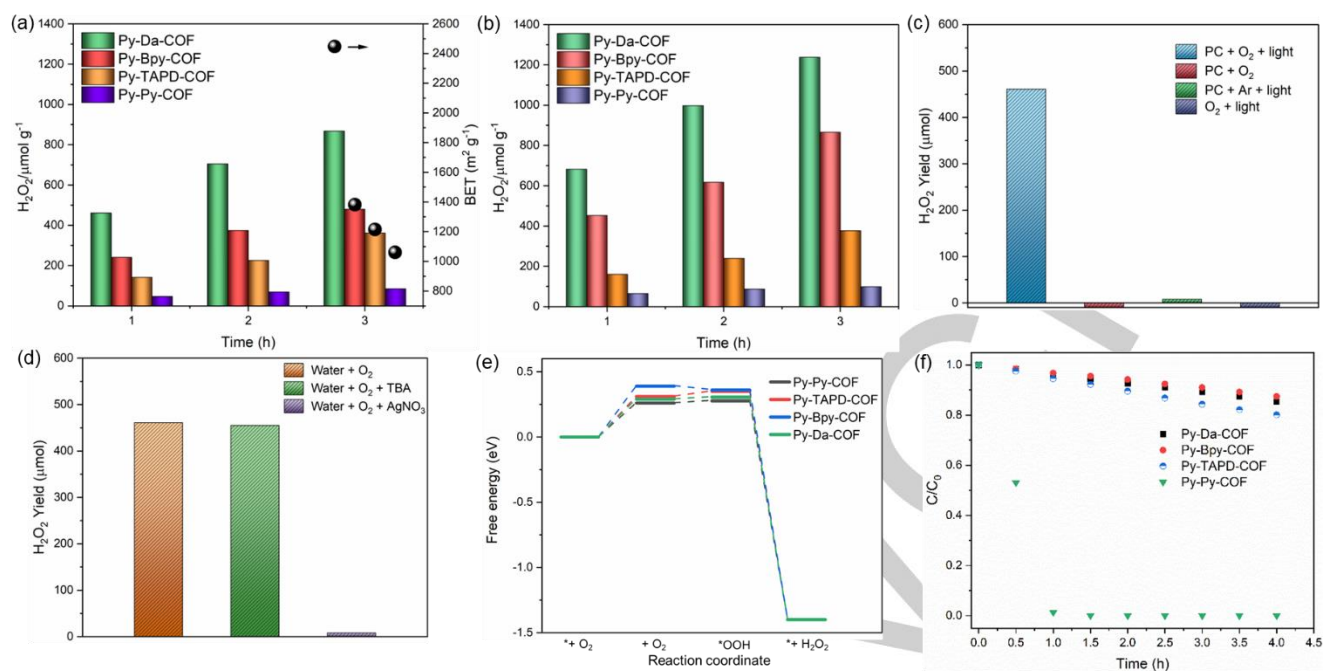 (a)
H₂O₂/μmol g⁻¹
1400
1200
1000
800
600
400
200
0
Py-Da-COF
Py-Bpy-COF
Py-TAPD-COF
Py-Py-COF
2600
2400
2200
2000
1800
1600
1400
1200
1000
800
BET (m² g⁻¹)
1 2 3
Time (h)
(b)
H₂O₂/μmol g⁻¹
1400
1200
1000
800
600
400
200
0
Py-Da-COF
Py-Bpy-COF
Py-TAPD-COF
Py-Py-COF
1 2 3
Time (h)
(c)
H₂O₂ Yield (μmol)
600
500
400
300
200
100
0
PC + O₂ + light
PC + O₂
PC + Ar + light
O₂ + light
(d)
H₂O₂ Yield (μmol)
600
500
400
300
200
100
0
Water + O₂
Water + O₂ + TBA
Water + O₂ + AgNO₃
(e)
Free energy (eV)
0.5
0.0
-0.5
-1.0
-1.5
Py-Py-COF
Py-TAPD-COF
Py-Bpy-COF
Py-Da-COF
*+ O₂ + O₂ *OOH *+ H₂O₂
Reaction coordinate
(f)
C/C₀
1.0
0.8
0.6
0.4
0.2
0.0
Py-Da-COF
Py-Bpy-COF
Py-TAPD-COF
Py-Py-COF
0.0 0.5 1.0 1.5 2.0 2.5 3.0 3.5 4.0 4.5
Time (h)